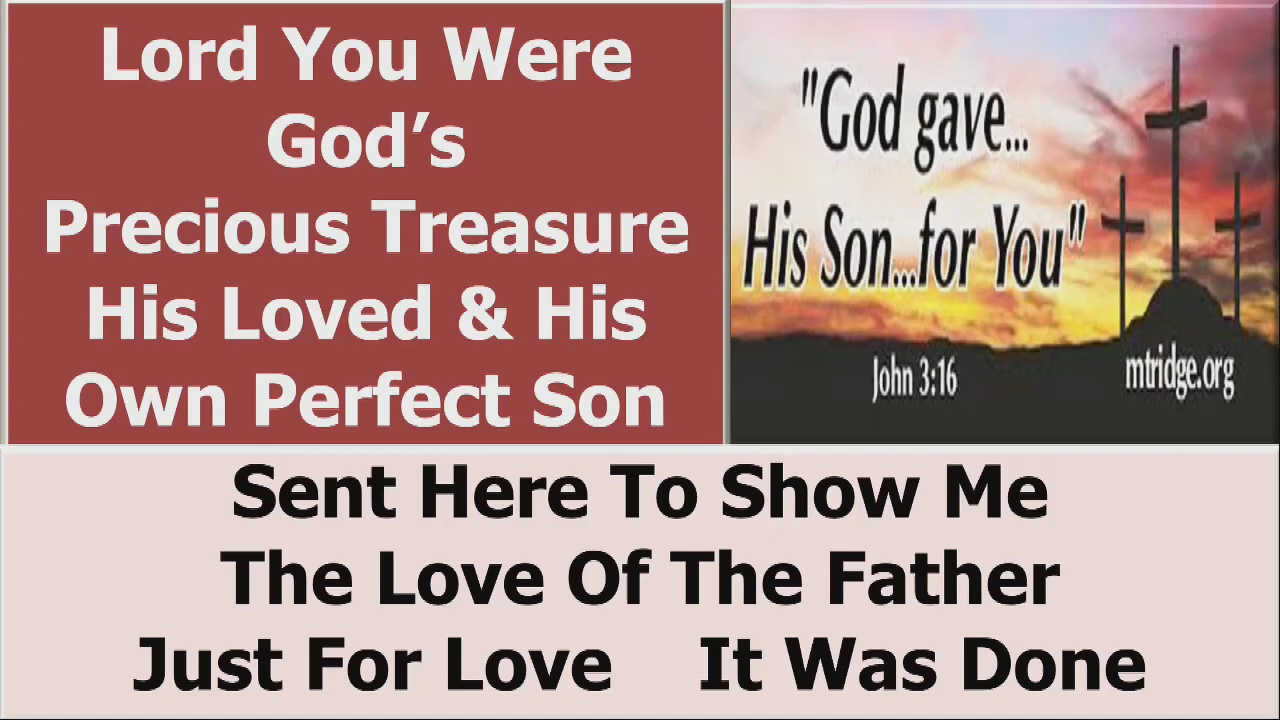 Lord You Were
God’s
Precious Treasure
His Loved & His
Own Perfect Son
"God gave...
His Son...for You"
John 3:16
mtridge.org
Sent Here To Show Me
The Love Of The Father
Just For Love It Was Done